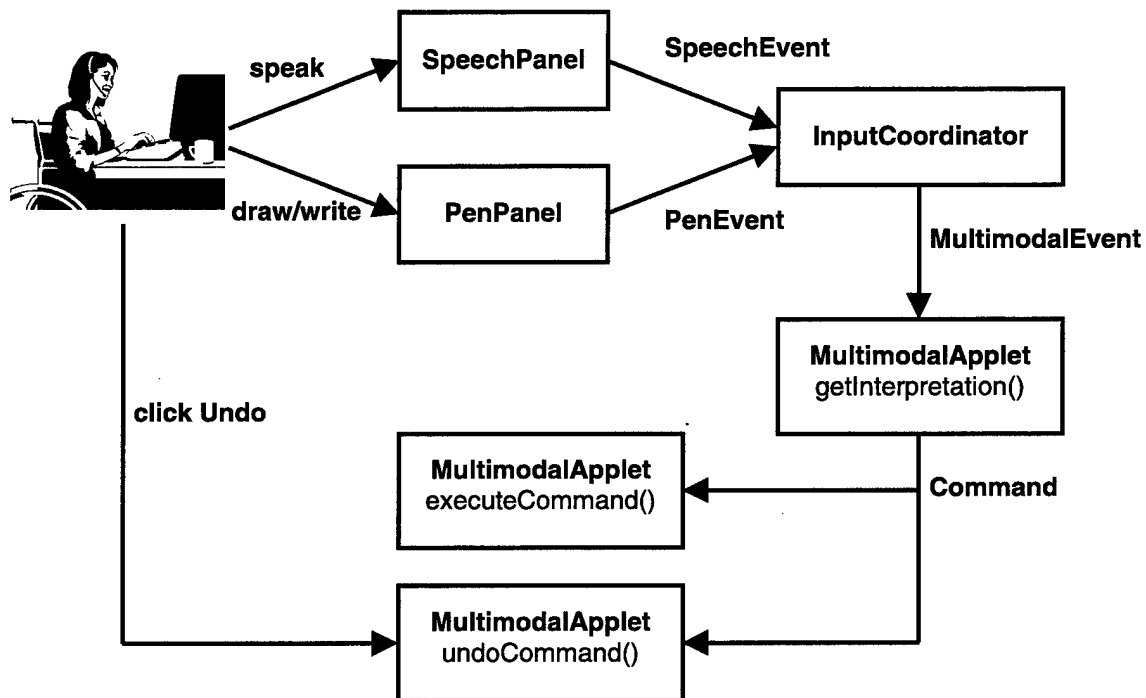 speak
SpeechPanel
SpeechEvent
InputCoordinator
draw/write
PenPanel
PenEvent
MultimodalEvent
MultimodalApplet
getInterpretation()
click Undo
MultimodalApplet
executeCommand()
Command
MultimodalApplet
undoCommand()